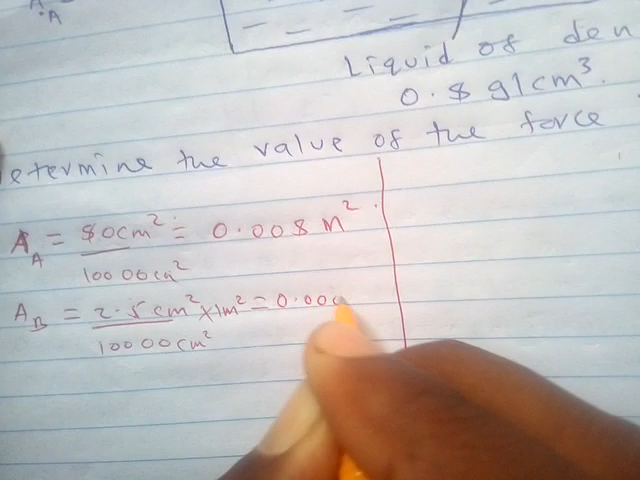 A
Liquid of den
0.8 g/cm³.
etermine the value of the force
A_A = 80cm² = 0.008 m²
10000cm²
A_B = 2.5cm² × 1m² = 0.000
10000cm²